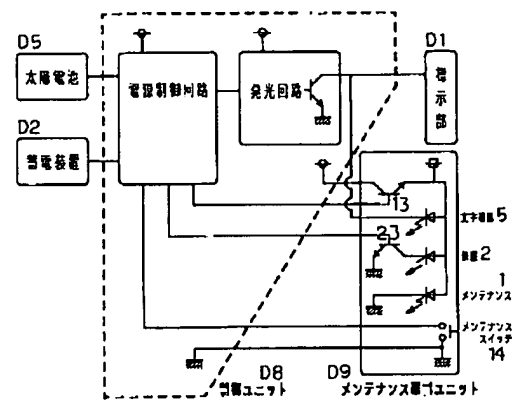 D5
太陽電池
D2
蓄電装置
電源制御回路
発光回路
D1
表示部
13
5
23
2
1
メンテナンス
メンテナンス
スイッチ
14
D8
ユニット
D9
メンテナンス表示ユニット